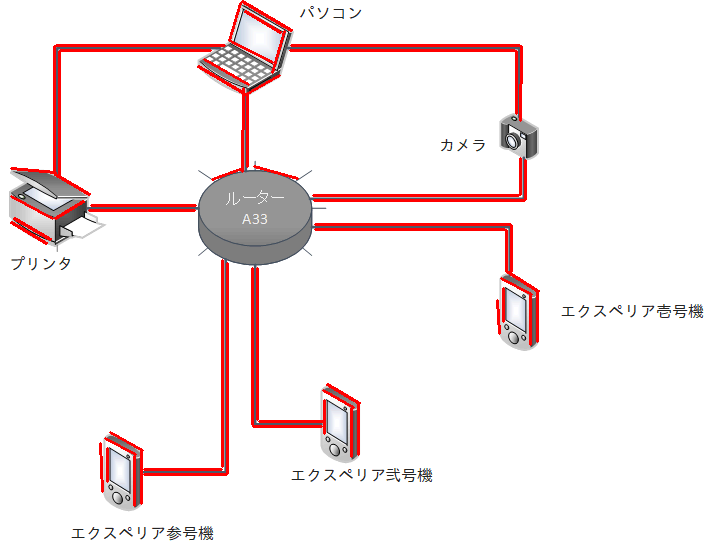 パソコン
カメラ
ルーター
A33
プリンタ
エクスペリア壱号機
エクスペリア弐号機
エクスペリア参号機